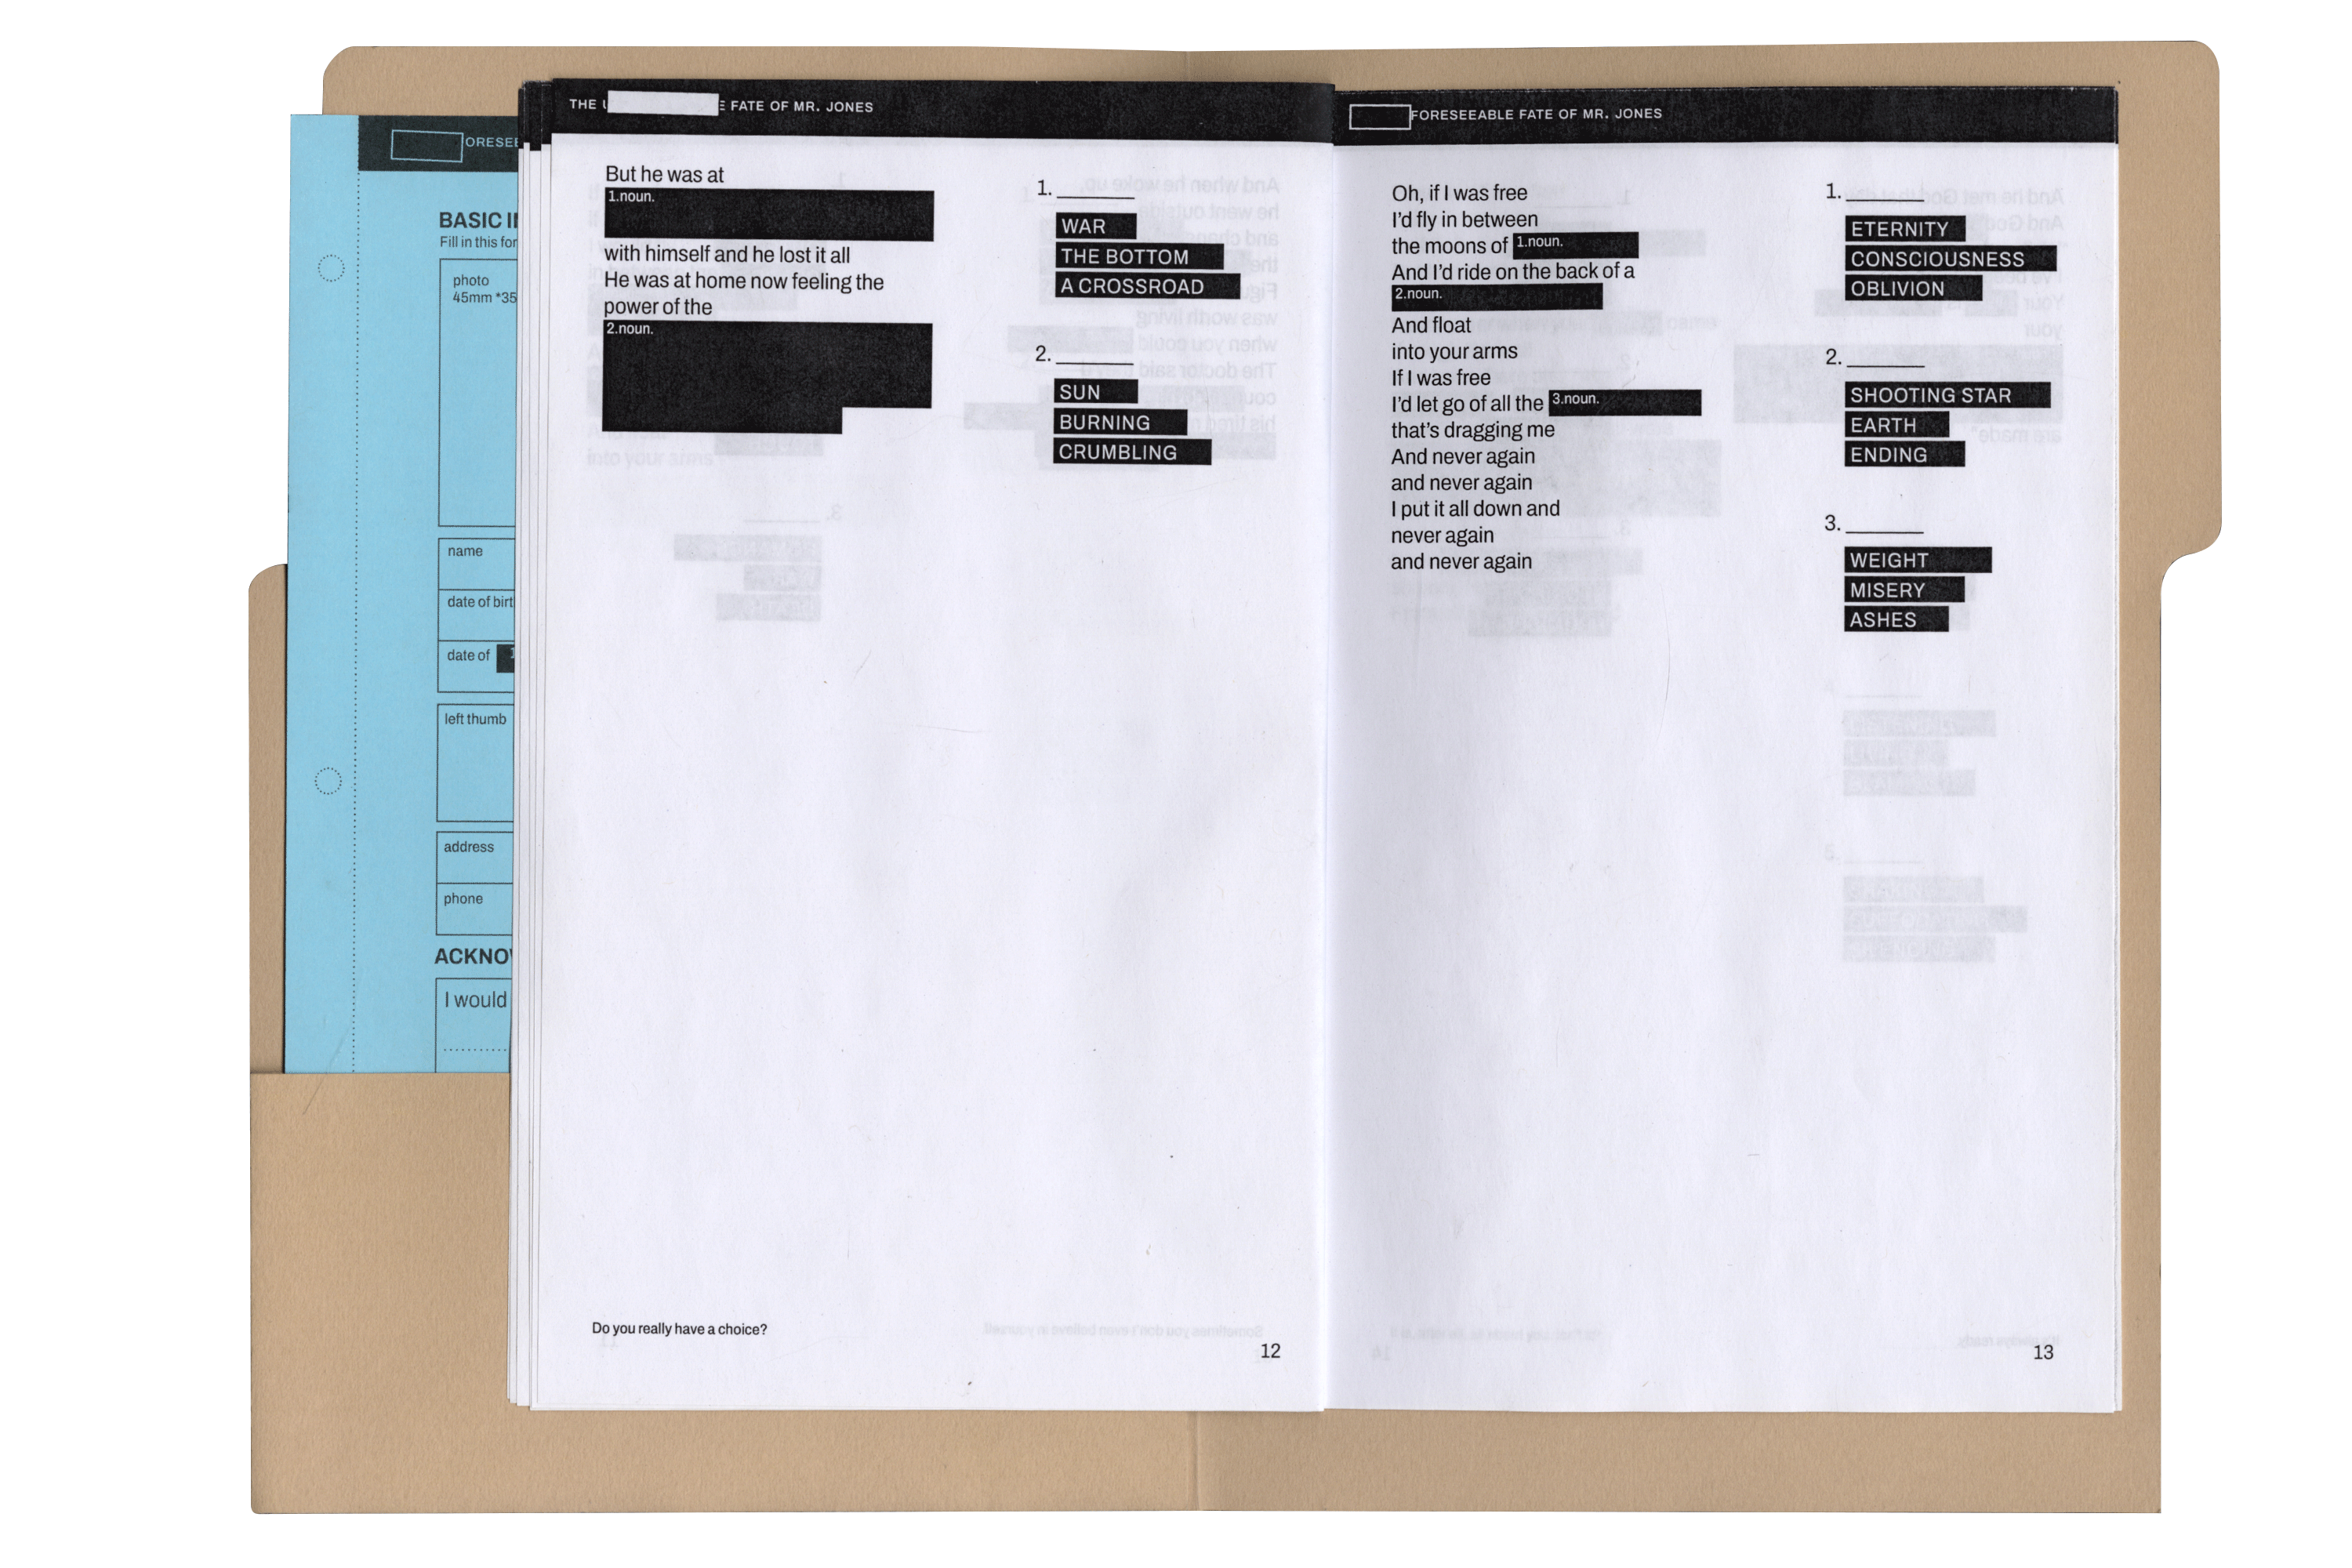 ORESEE
BASIC I
Fill in this for
photo
45mm *35
name
date of birt
date of
left thumb
address
phone
ACKNO
I would
THE U E FATE OF MR. JONES
But he was at
1.noun.
with himself and he lost it all
He was at home now feeling the
power of the
2.noun.
1.
WAR
THE BOTTOM
A CROSSROAD
2.
SUN
BURNING
CRUMBLING
Do you really have a choice?
12
FORESEEABLE FATE OF MR. JONES
Oh, if I was free
I'd fly in between
the moons of 1.noun.
And I'd ride on the back of a
2.noun.
And float
into your arms
If I was free
I'd let go of all the 3.noun.
that's dragging me
And never again
and never again
I put it all down and
never again
and never again
1.
ETERNITY
CONSCIOUSNESS
OBLIVION
2.
SHOOTING STAR
EARTH
ENDING
3.
WEIGHT
MISERY
ASHES
13